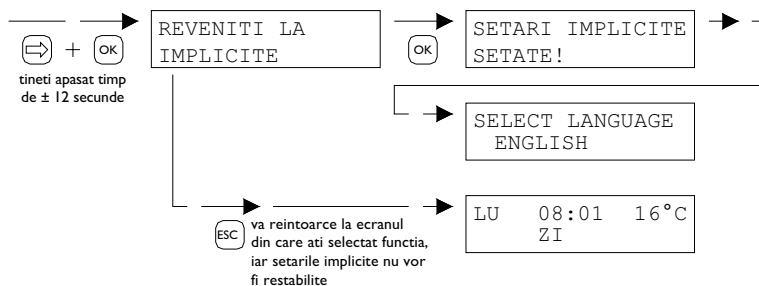 REVENITI LA
IMPLICITE
SETARI IMPLICITE
SETATE!
+ OK
OK
tineti apasat timp
de ± 12 secunde
SELECT LANGUAGE
ENGLISH
LU 08:01 16°C
ZI
ESC
va reintoarce la ecranul
din care ati selectat functia,
iar setarile implicite nu vor
fi restabilite